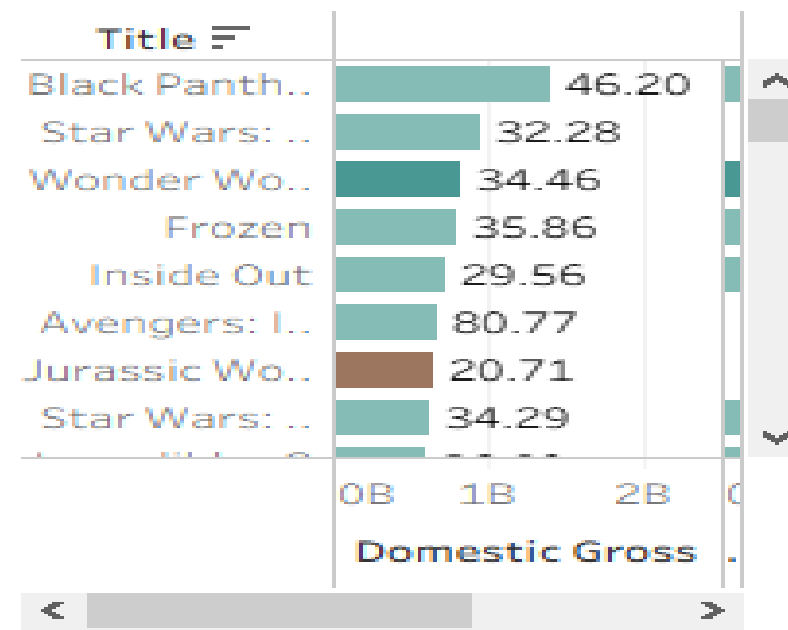 Title
Black Panth.. 46.20
Star Wars: .. 32.28
Wonder Wo.. 34.46
Frozen 35.86
Inside Out 29.56
Avengers: I.. 80.77
Jurassic Wo.. 20.71
Star Wars: .. 34.29
0B 1B 2B
Domestic Gross